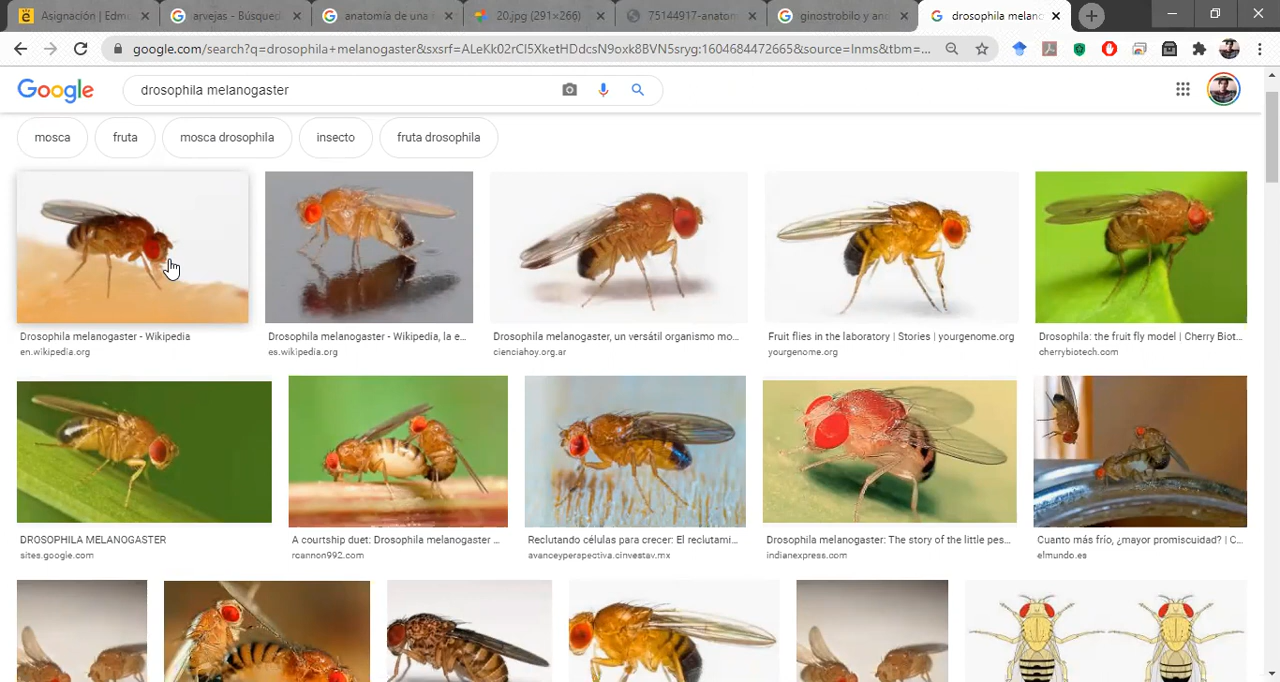 Asignación | Edm
arvejas - Búsqued
anatomía de una
20.jpg (291×266)
75144917-anatom
ginostrobilo y an
drosophila melanc
google.com/search?q=drosophila+melanogaster&sxsrf=ALeKk02rCl5XketHDdcsN9oxk8BVN5sryg:1604684472665&source=lnms&tbm=...
Google
drosophila melanogaster
mosca
fruta
mosca drosophila
insecto
fruta drosophila
Drosophila melanogaster - Wikipedia
en.wikipedia.org
Drosophila melanogaster - Wikipedia, la e...
es.wikipedia.org
Drosophila melanogaster, un versátil organismo mo...
cienciahoy.org.ar
Fruit flies in the laboratory | Stories | yourgenome.org
yourgenome.org
Drosophila: the fruit fly model | Cherry Biot...
cherrybiotech.com
DROSOPHILA MELANOGASTER
sites.google.com
A courtship duet: Drosophila melanogaster ...
rcannon992.com
Reclutando células para crecer: El reclutami...
avanceyperspectiva.cinvestav.mx
Drosophila melanogaster: The story of the little pes...
indianexpress.com
Cuanto más frío, ¿mayor promiscuidad? | C...
elmundo.es